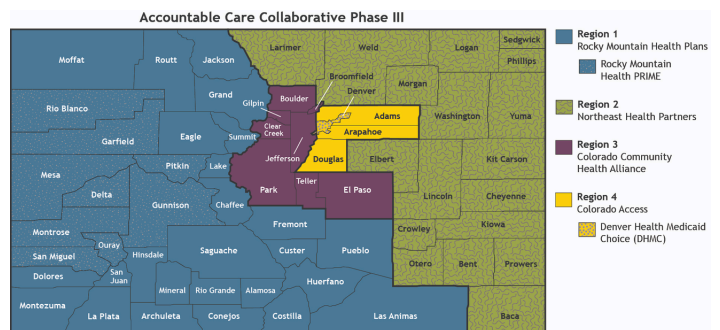 Accountable Care Collaborative Phase III
Moffat
Routt
Jackson
Larimer
Weld
Logan
Sedgwick
Phillips
Rio Blanco
Grand
Gilpin
Boulder
Broomfield
Denver
Morgan
Washington
Yuma
Garfield
Eagle
Summit
Clear
Creek
Jefferson
Adams
Arapahoe
Douglas
Elbert
Kit Carson
Mesa
Pitkin
Lake
Park
Teller
El Paso
Lincoln
Cheyenne
Delta
Gunnison
Chaffee
Fremont
Kiowa
Crowley
Montrose
Ouray
San Miguel
Hinsdale
Saguache
Custer
Pueblo
Otero
Bent
Prowers
Dolores
San
Juan
Mineral
Rio Grande
Alamosa
Huerfano
Montezuma
La Plata
Archuleta
Conejos
Costilla
Las Animas
Baca
Region 1
Rocky Mountain Health Plans
Rocky Mountain
Health PRIME
Region 2
Northeast Health Partners
Region 3
Colorado Community
Health Alliance
Region 4
Colorado Access
Denver Health Medicaid
Choice (DHMC)